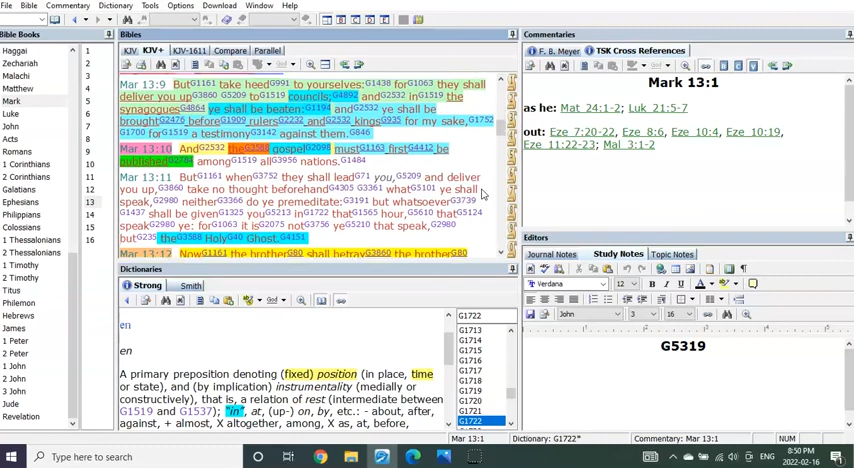 File Bible Commentary Dictionary Tools Options Download Window Help
Bible Books
Bibles
Commentaries
KJV KJV+ KJV-1611 Compare Parallel
F. B. Meyer TSK Cross References
Haggai
Zechariah
Malachi
Matthew
Mark
Luke
John
Acts
Romans
1 Corinthians
2 Corinthians
Galatians
Ephesians
Philippians
Colossians
1 Thessalonians
2 Thessalonians
1 Timothy
2 Timothy
Titus
Philemon
Hebrews
James
1 Peter
2 Peter
1 John
2 John
3 John
Jude
Revelation
1
2
3
4
5
6
7
8
9
10
11
12
13
14
15
16
Mar 13:9 But G1161 take heed G991 to yourselves: G1438 for G1063 they shall
deliver you up G3860 G5209 to G1519 councils; G4892 and G2532 in G1519 the
synagogues G4864 ye shall be beaten: G1194 and G2532 ye shall be
brought G2476 before G1909 rulers G2232 and G2532 kings G935 for my sake, G1752
G1700 for G1519 a testimony G3142 against them. G846
Mar 13:10 And G2532 the G3588 gospel G2098 must G1163 first G4412 be
published G2784 among G1519 all G3956 nations. G1484
Mar 13:11 But when G3752 they shall lead G71 you, G5209 and deliver
you up, G3860 take no thought beforehand G4305 G3361 what G5101 ye shall
speak, G2980 neither G3366 do ye premeditate: G3191 but whatsoever G3739
G1437 shall be given G1325 you G5213 in G1722 that G1565 hour, G5610 that G5124
speak G2980 ye: for G1063 it is G2075 not G3756 ye G5210 that speak, G2980
but G235 the G3588 Holy G40 Ghost. G4151
Mar 13:12 Now G1161 the brother G80 shall betray G3860 the brother G80
Mark 13:1
as he: Mat 24:1-2; Luk 21:5-7
out: Eze 7:20-22, Eze 8:6, Eze 10:4, Eze 10:19,
Eze 11:22-23; Mal 3:1-2
Dictionaries
Strong Smith
en
en
A primary preposition denoting (fixed) position (in place, time
or state), and (by implication) instrumentality (medially or
constructively), that is, a relation of rest (intermediate between
G1519 and G1537); "in", at, (up-) on, by, etc.: - about, after,
against, + almost, X altogether, among, X as, at, before,
G1722
G1713
G1714
G1715
G1716
G1717
G1718
G1719
G1720
G1721
G1722
Editors
Journal Notes Study Notes Topic Notes
Verdana 12
John 3 16
G5319
Mar 13:1 Dictionary: G1722* Commentary: Mar 13:1 NUM
Type here to search
ENG
8:50 PM
2022-02-16